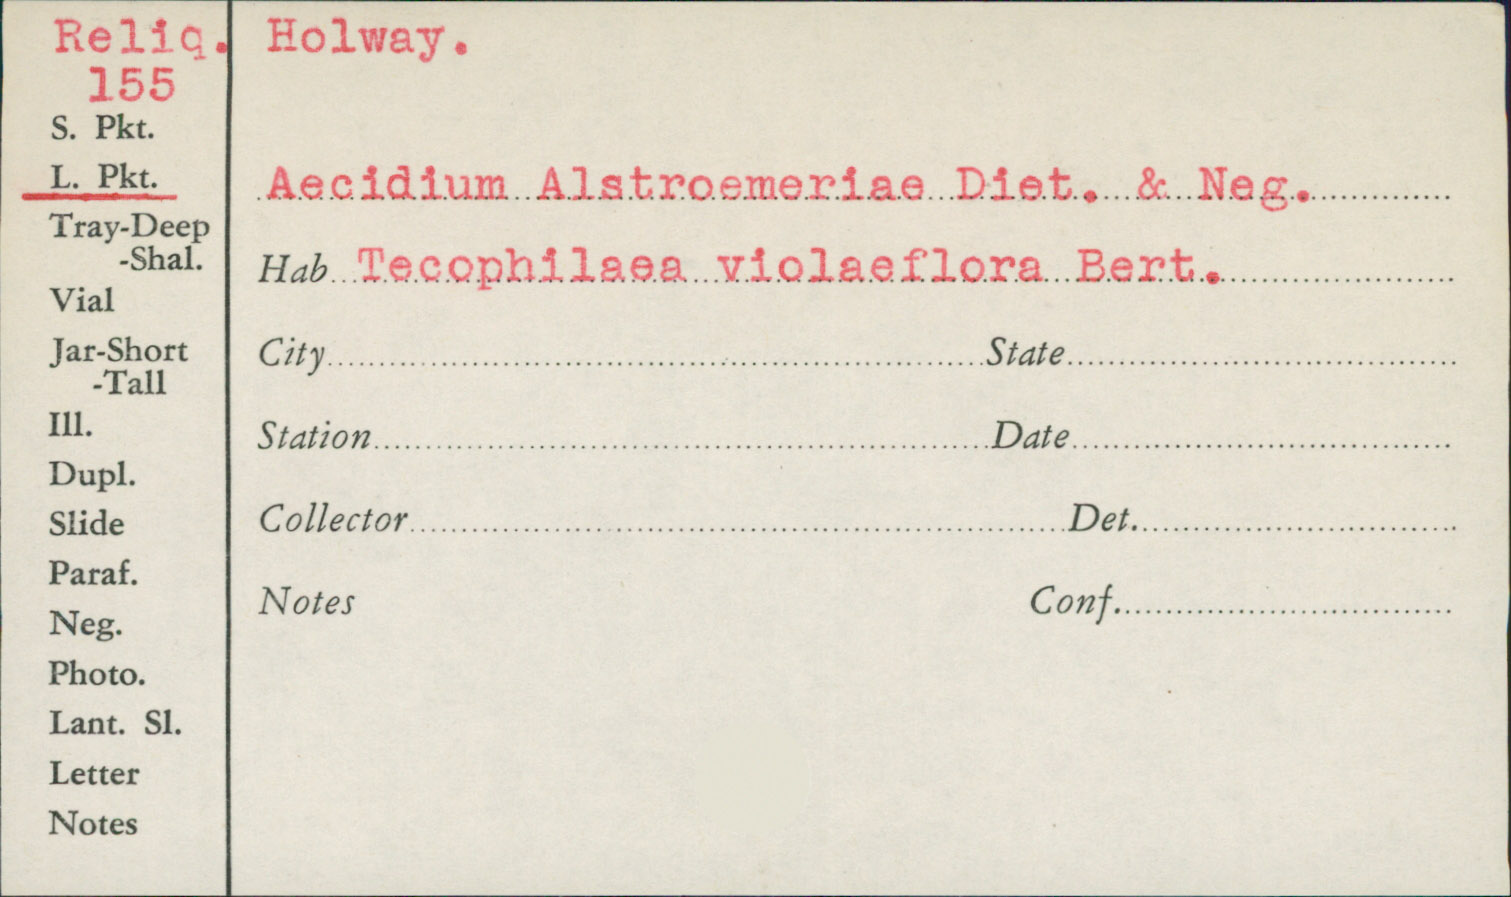 Reliq. Holway.
155
S. Pkt.
L. Pkt.
Aecidium Alstroemeriae Diet. & Neg.
Tray-Deep
-Shal.
Hab Tecophilaea violaeflora Bert.
Vial
Jar-Short
-Tall
City State
Ill.
Station Date
Dupl.
Slide
Collector Det.
Paraf.
Notes Conf.
Neg.
Photo.
Lant. Sl.
Letter
Notes